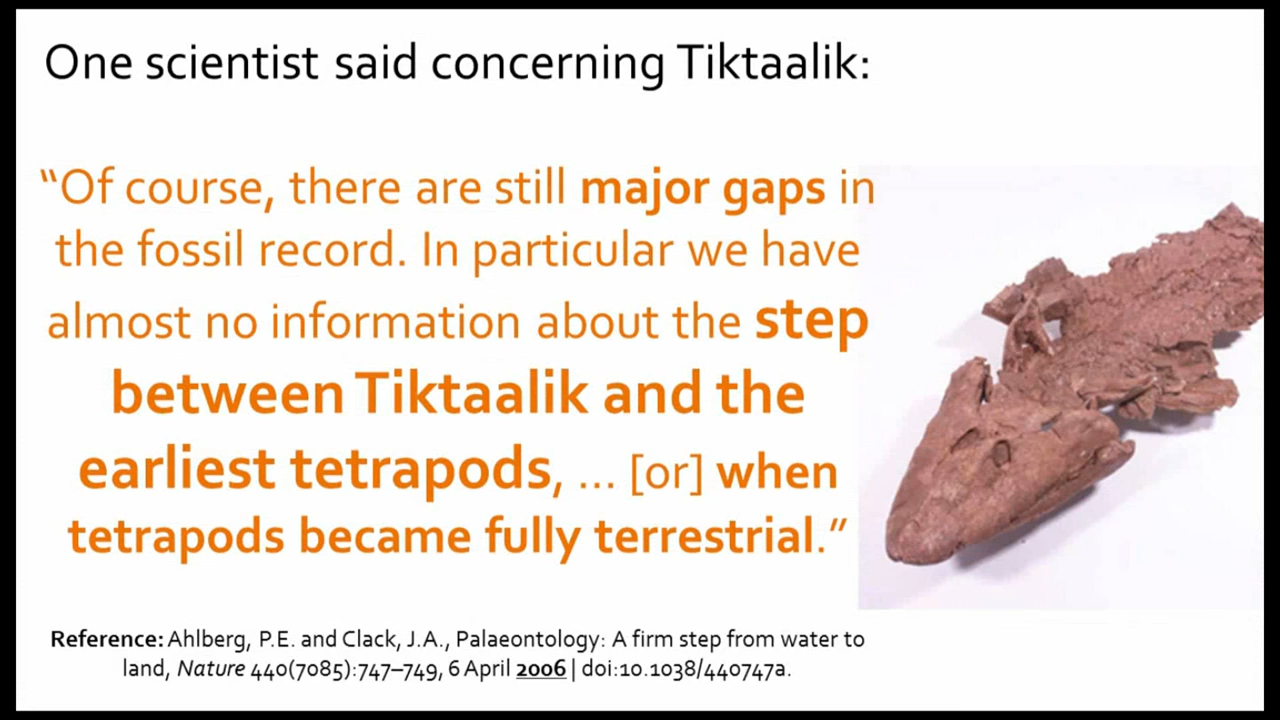 One scientist said concerning Tiktaalik:
“Of course, there are still major gaps in
the fossil record. In particular we have
almost no information about the step
between Tiktaalik and the
earliest tetrapods, ... [or] when
tetrapods became fully terrestrial.”
Reference: Ahlberg, P.E. and Clack, J.A., Palaeontology: A firm step from water to
land, Nature 440(7085):747–749, 6 April 2006 | doi:10.1038/440747a.